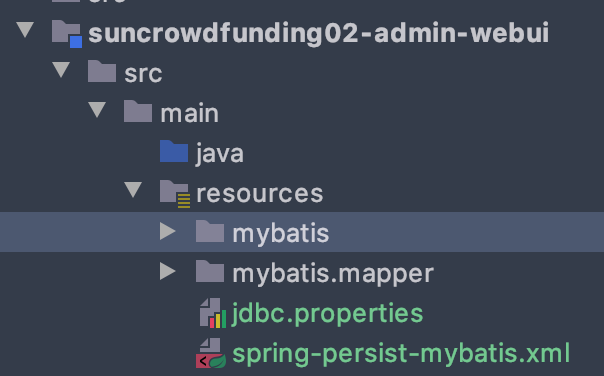 suncrowdfunding02-admin-webui
src
main
java
resources
mybatis
mybatis.mapper
jdbc.properties
spring-persist-mybatis.xml